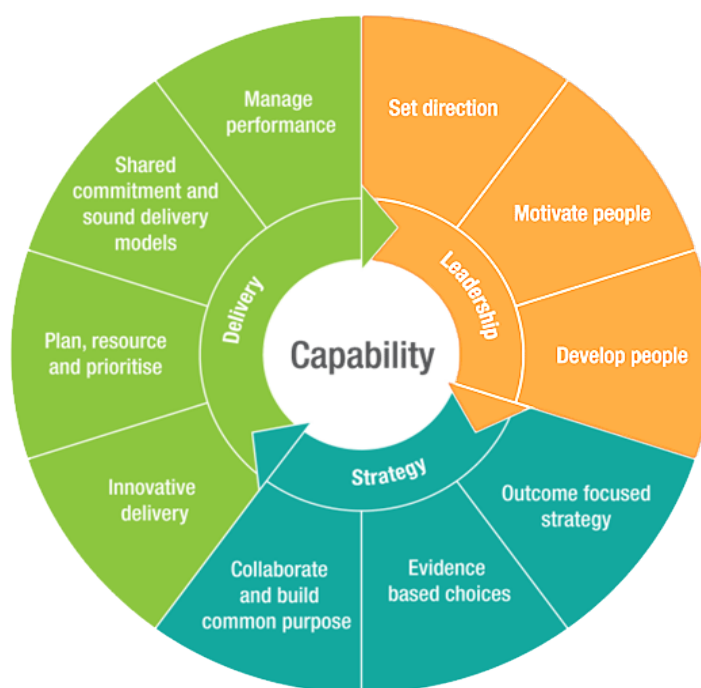 Capability
Leadership
Set direction
Motivate people
Develop people
Strategy
Outcome focused
strategy
Evidence
based choices
Collaborate
and build
common purpose
Delivery
Innovative
delivery
Plan, resource
and prioritise
Shared
commitment and
sound delivery
models
Manage
performance